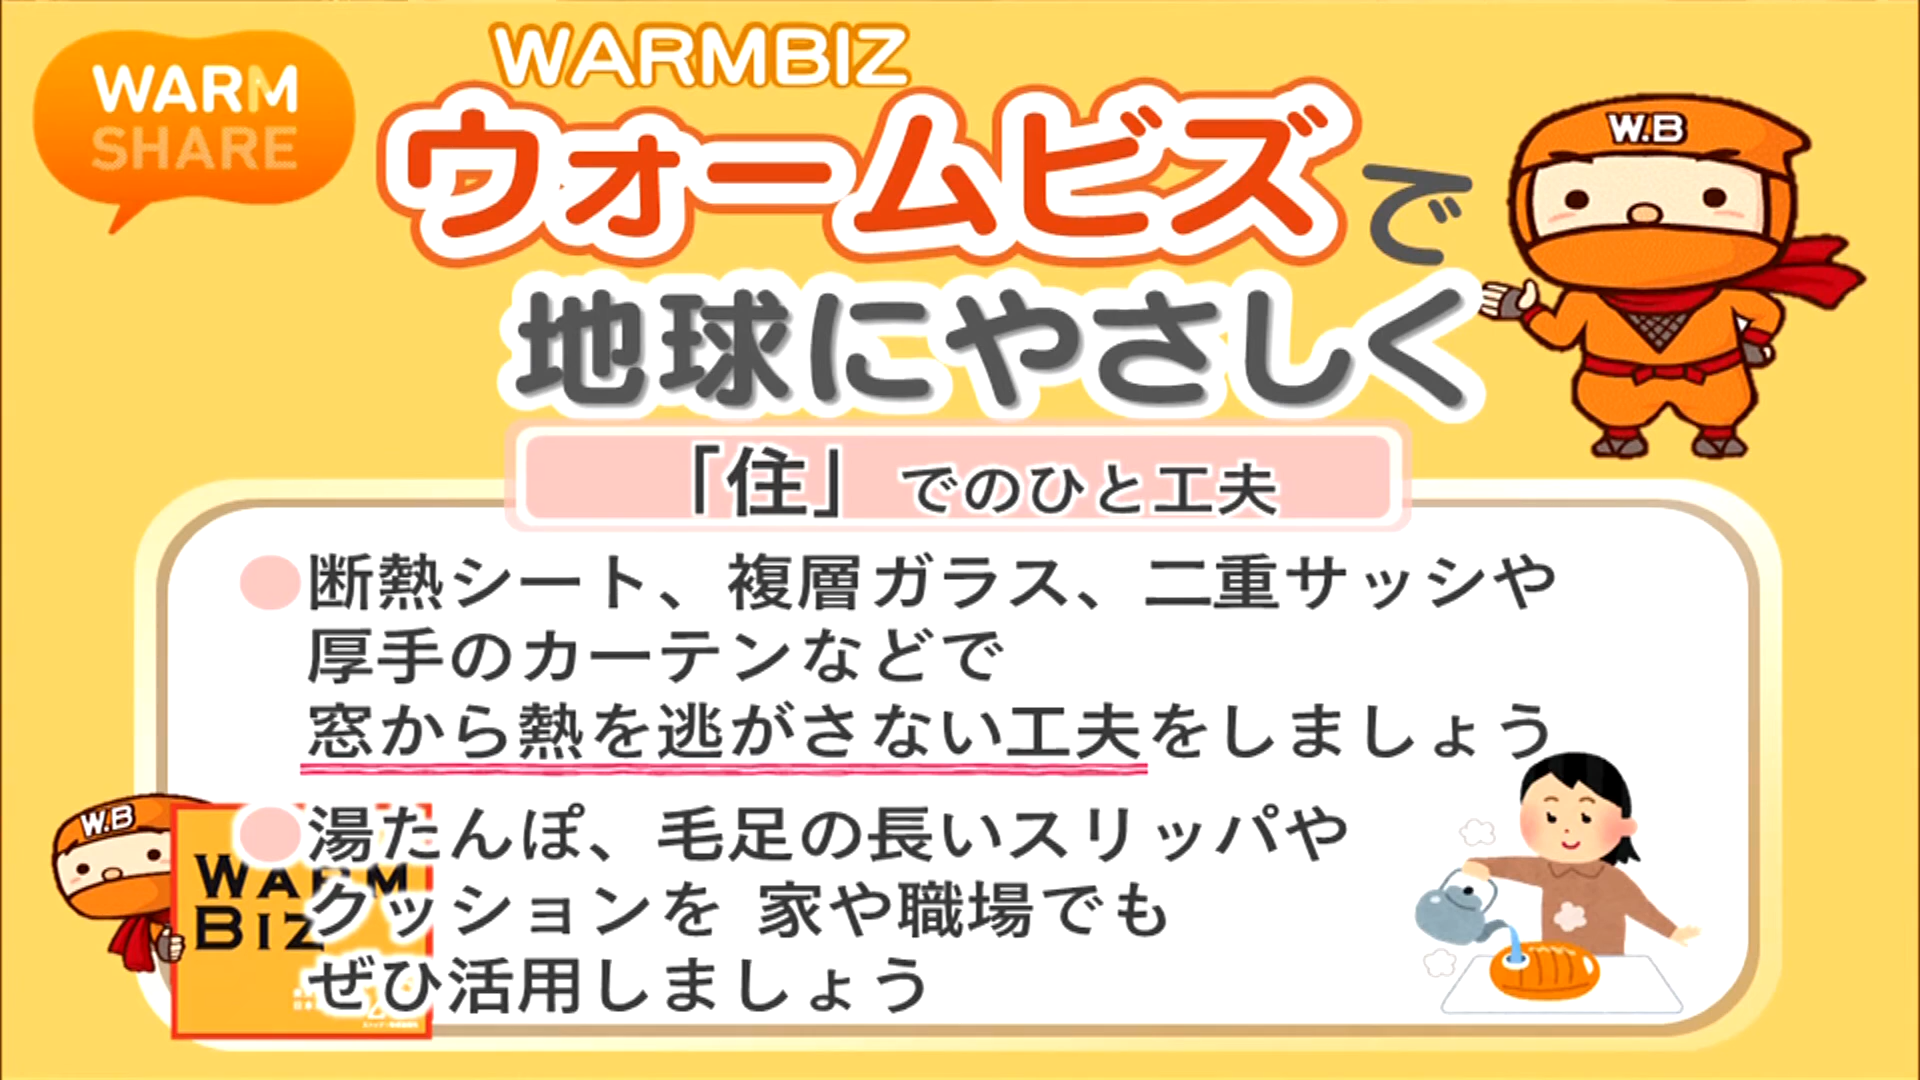 WARM
SHARE
WARMBIZ
ウォームビズで
地球にやさしく
W.B
「住」でのひと工夫
断熱シート、複層ガラス、二重サッシや
厚手のカーテンなどで
窓から熱を逃がさない工夫をしましょう
W.B
WARM
BIZ
湯たんぽ、毛足の長いスリッパや
クッションを 家や職場でも
ぜひ活用しましょう